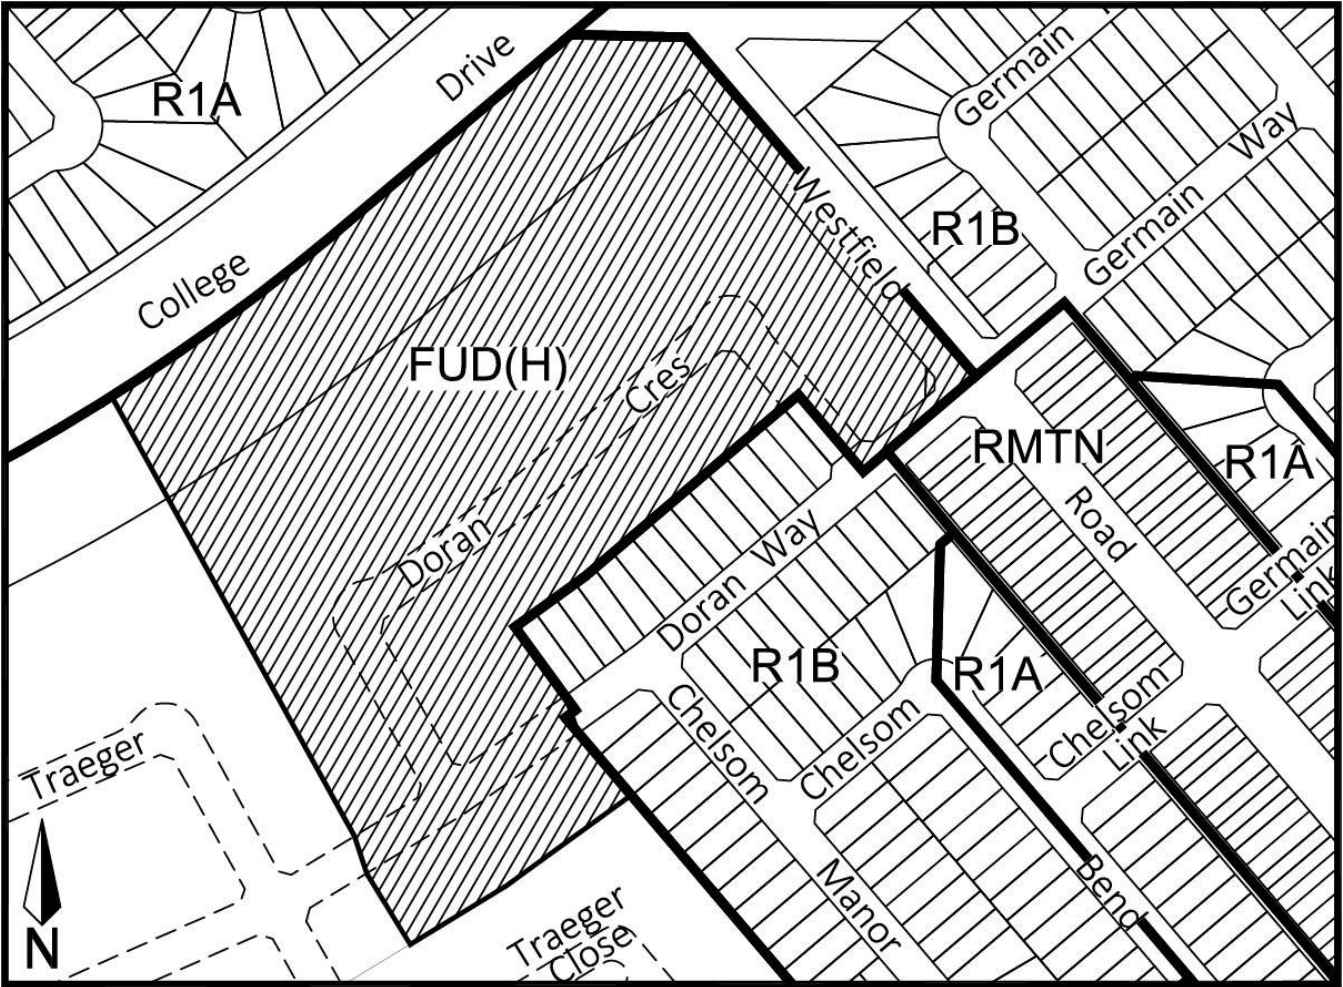 Drive
R1A
College
Germain
Way
Westfield
R1B
Germain
FUD(H)
Cres
RMTN
R1A
Road
Doran
Germain
Link
Doran Way
R1B
R1A
Chelsom
Link
Chelsom
Chelsom
Traeger
Bend
Manor
Traeger
Close
N